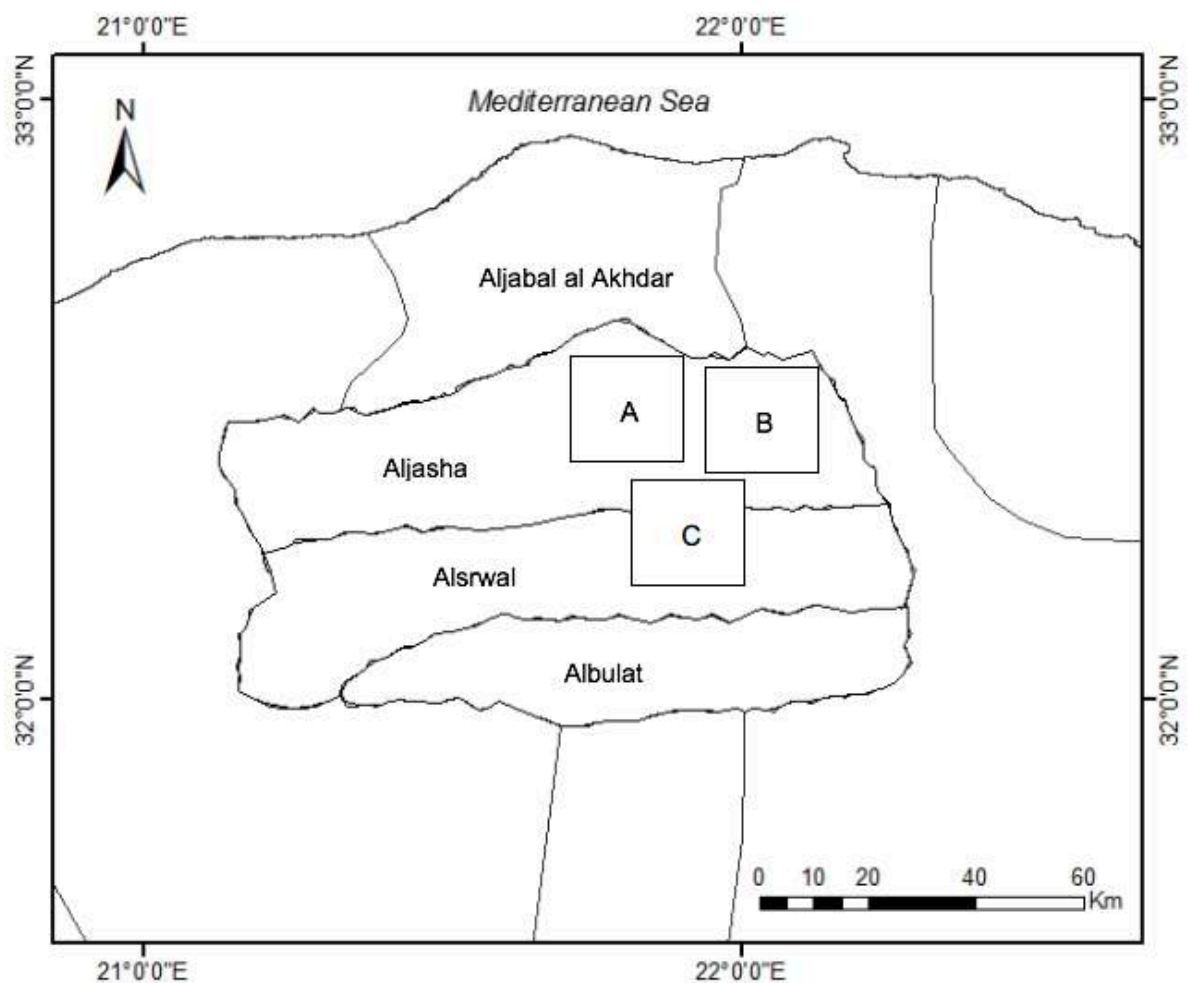 21°0'0"E 22°0'0"E
33°0'0"N 33°0'0"N
N
Mediterranean Sea
Aljabal al Akhdar
A
B
Aljasha
C
Alsrwal
Albulat
32°0'0"N 32°0'0"N
0 10 20 40 60
Km
21°0'0"E 22°0'0"E